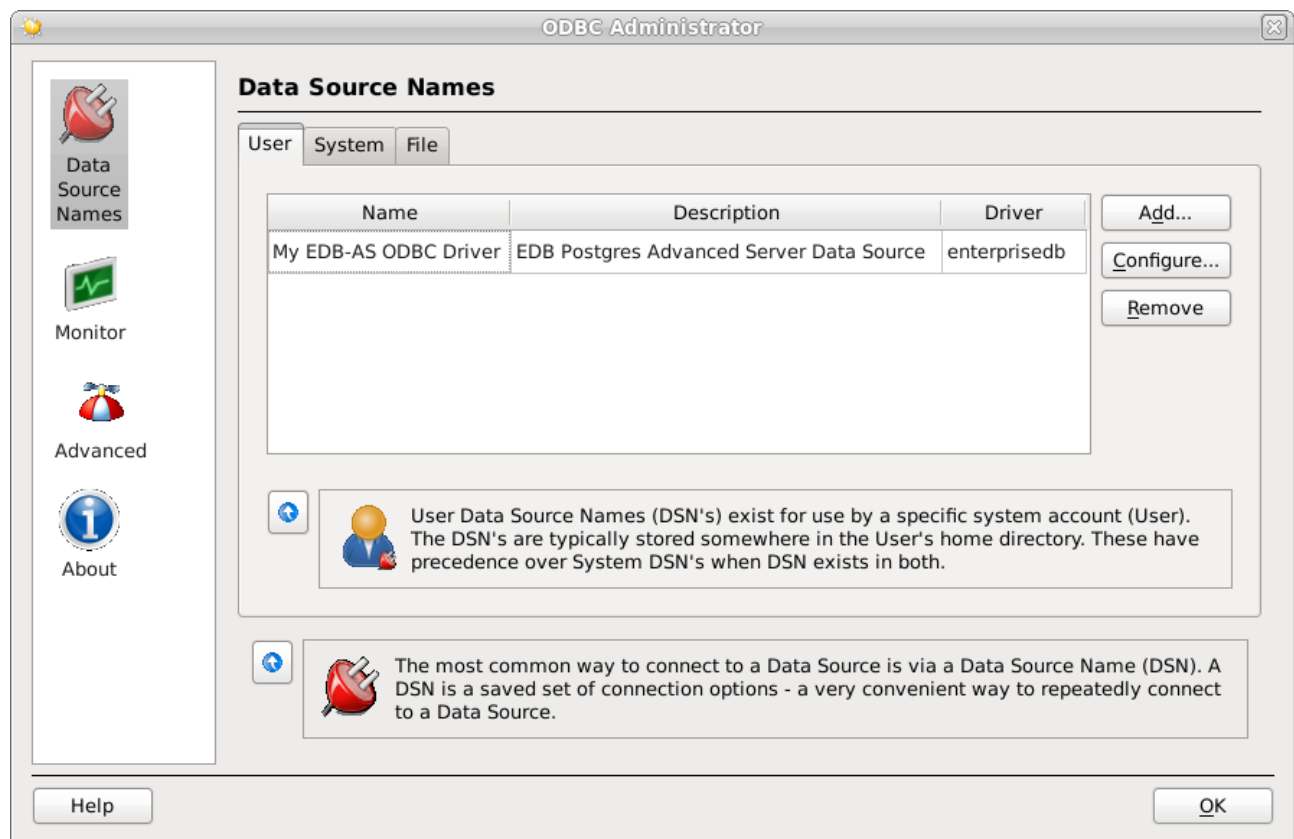 ODBC Administrator
Data Source Names
Data
Source
Names
Monitor
Advanced
About
User System File
Name Description Driver
My EDB-AS ODBC Driver EDB Postgres Advanced Server Data Source enterprisedb
Add...
Configure...
Remove
User Data Source Names (DSN's) exist for use by a specific system account (User).
The DSN's are typically stored somewhere in the User's home directory. These have
precedence over System DSN's when DSN exists in both.
The most common way to connect to a Data Source is via a Data Source Name (DSN). A
DSN is a saved set of connection options - a very convenient way to repeatedly connect
to a Data Source.
Help OK